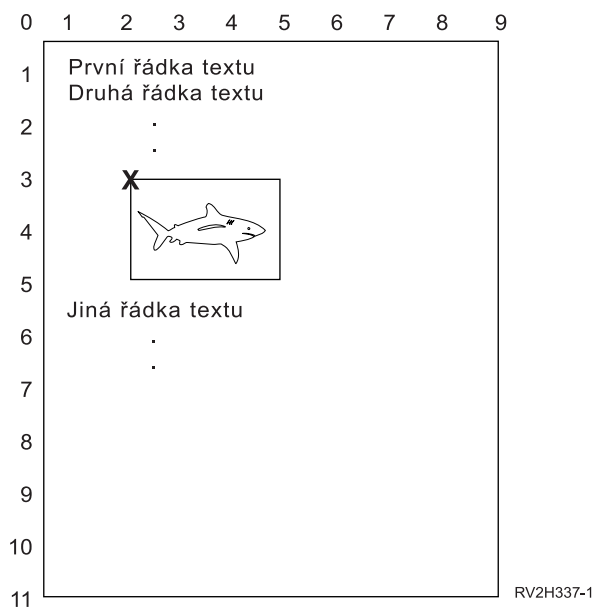 0 1 2 3 4 5 6 7 8 9
1
První řádka textu
Druhá řádka textu
2
.
.
3
X
4
5
Jiná řádka textu
6
.
.
7
8
9
10
11
RV2H337-1